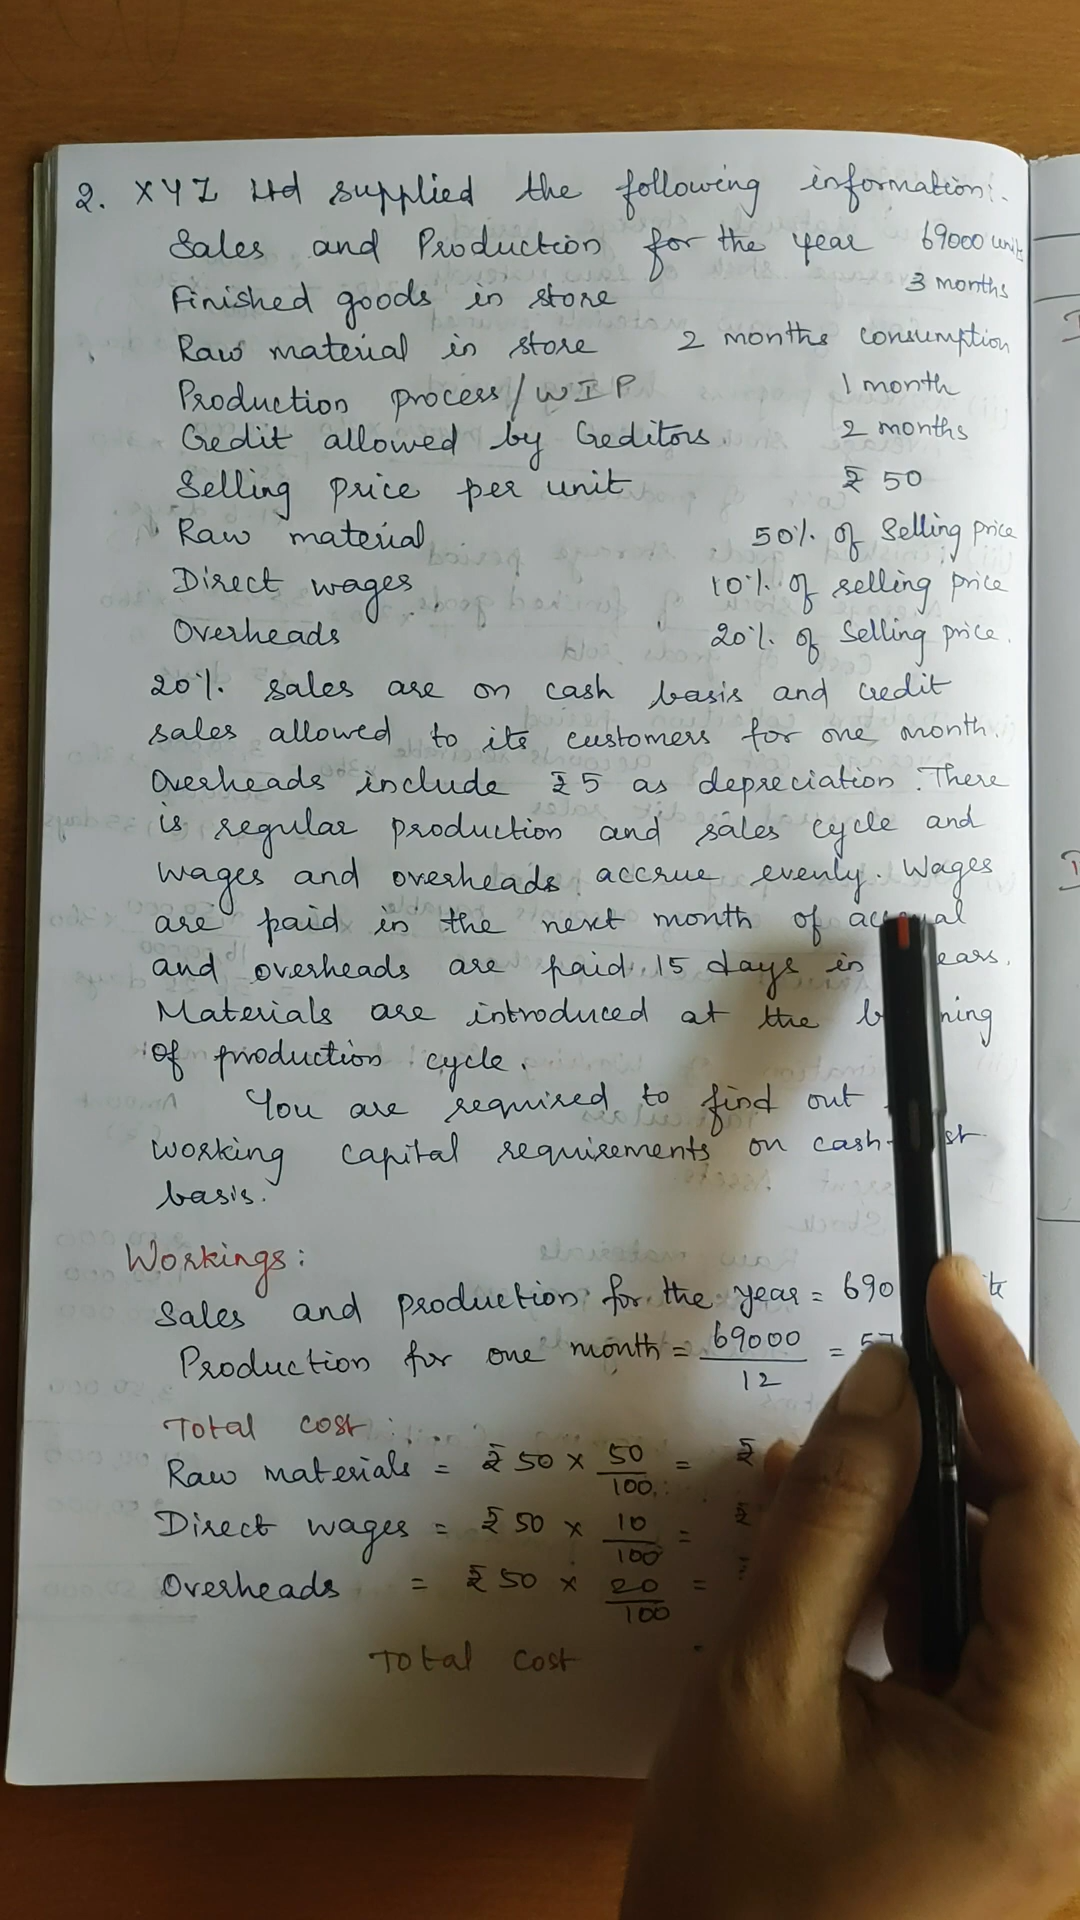 2. XYZ Ltd supplied the following information:
Sales and Production for the year 69000 units
Finished goods in store 3 months
Raw material in store 2 months consumption
Production process/WIP 1 month
Credit allowed by Creditors 2 months
Selling price per unit ₹ 50
Raw material 50% of Selling price
Direct wages 10% of selling price
Overheads 20% of Selling price.
20% sales are on cash basis and credit
sales allowed to its customers for one month.
Overheads include ₹5 as depreciation. There
is regular production and sales cycle and
wages and overheads accrue evenly. Wages
are paid in the next month of
and overheads are paid 15 days in
Materials are introduced at the
of production cycle.
You are required to find out
working capital requirements on cash
basis.
Workings:
Sales and production for the year = 690
Production for one month = 69000/12 = 57
Total cost:
Raw materials = ₹50 × 50/100 = ₹
Direct wages = ₹50 × 10/100 = ₹
Overheads = ₹50 × 20/100 =
Total cost